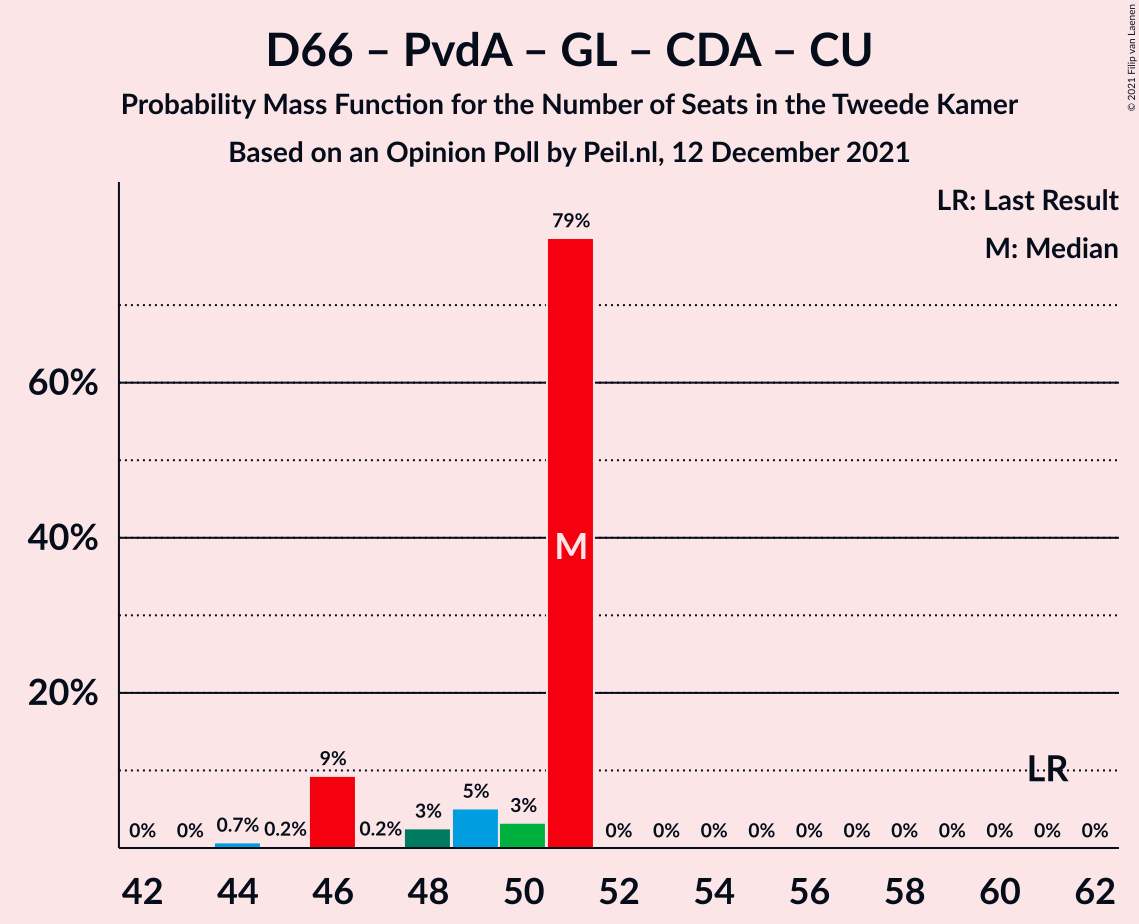 D66 – PvdA – GL – CDA – CU
Probability Mass Function for the Number of Seats in the Tweede Kamer
Based on an Opinion Poll by Peil.nl, 12 December 2021
© 2021 Filip van Laenen
LR: Last Result
M: Median
60%
40%
20%
0% 0% 0.7% 0.2% 9% 0.2% 3% 5% 3% 79% 0% 0% 0% 0% 0% 0% 0% 0% 0% 0% 0%
M
LR
42 44 46 48 50 52 54 56 58 60 62